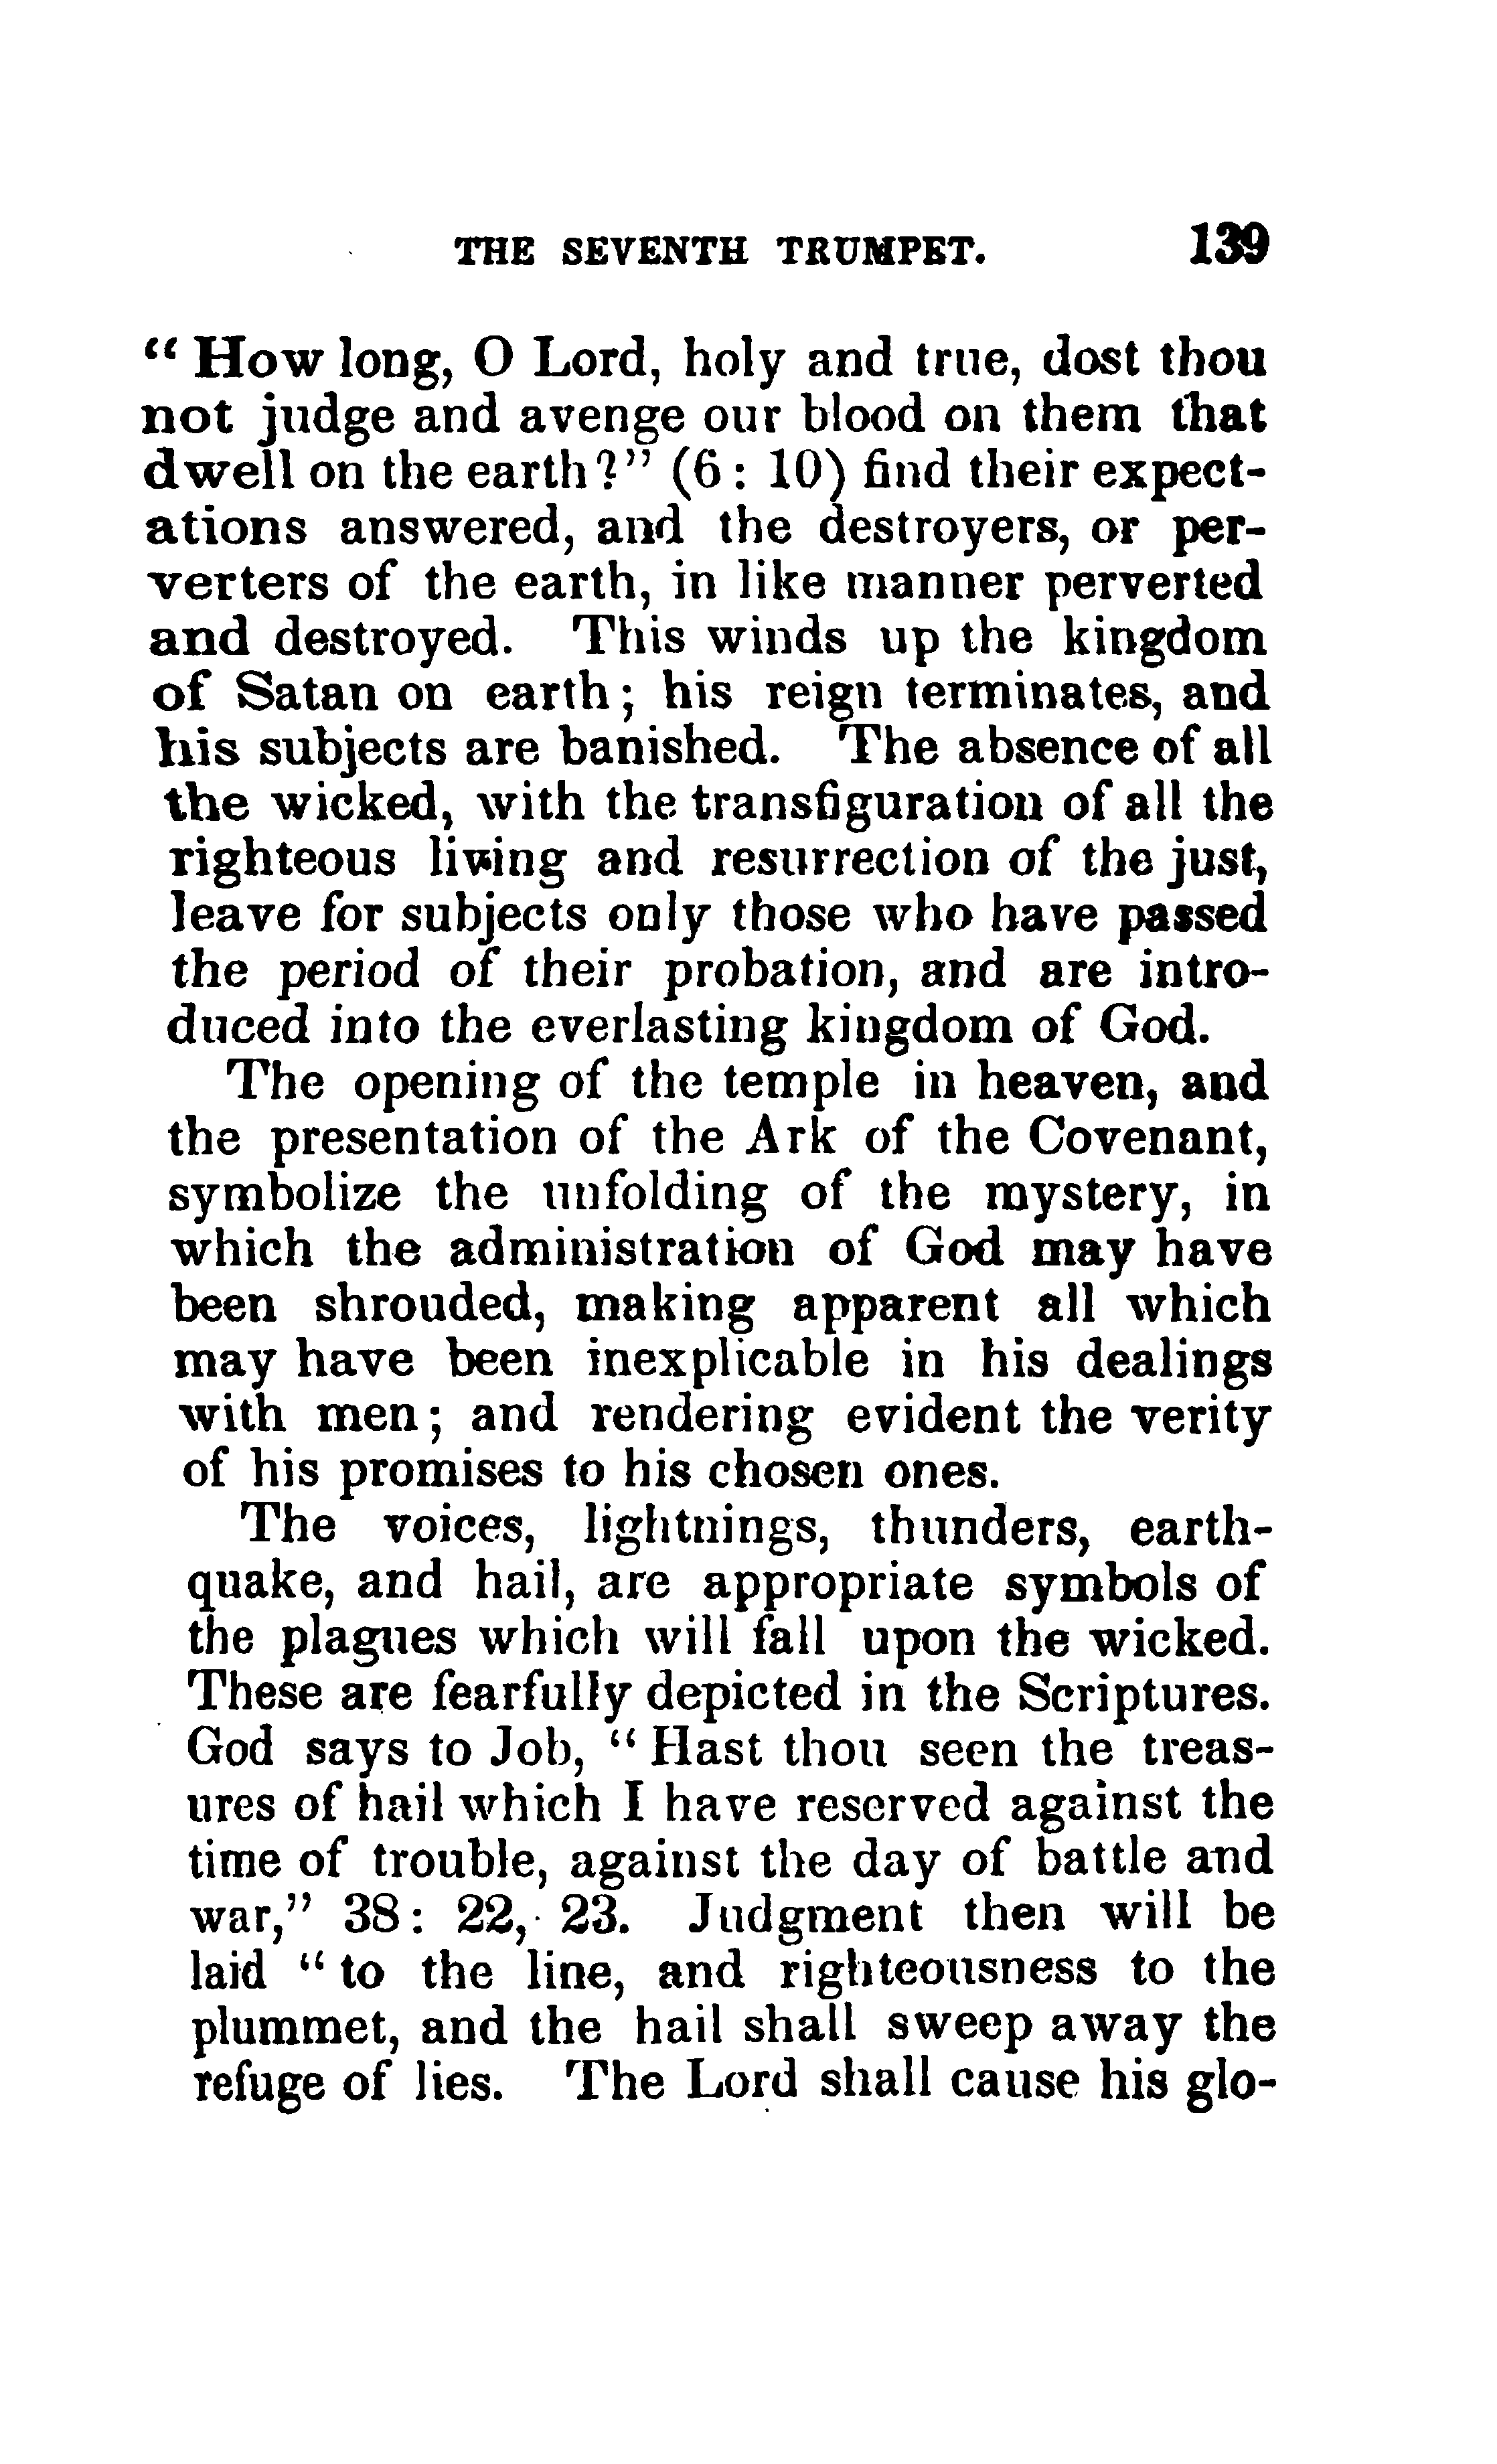 THE SEVENTH TRUMPET. 139
“ How long, O Lord, holy and true, dost thou
not judge and avenge our blood on them that
dwell on the earth?” (6: 10) find their expect-
ations answered, and the destroyers, or per-
verters of the earth, in like manner perverted
and destroyed. This winds up the kingdom
of Satan on earth; his reign terminates, and
his subjects are banished. The absence of all
the wicked, with the transfiguration of all the
righteous living and resurrection of the just,
leave for subjects only those who have passed
the period of their probation, and are intro-
duced into the everlasting kingdom of God.
The opening of the temple in heaven, and
the presentation of the Ark of the Covenant,
symbolize the unfolding of the mystery, in
which the administration of God may have
been shrouded, making apparent all which
may have been inexplicable in his dealings
with men; and rendering evident the verity
of his promises to his chosen ones.
The voices, lightnings, thunders, earth-
quake, and hail, are appropriate symbols of
the plagues which will fall upon the wicked.
These are fearfully depicted in the Scriptures.
God says to Job, “ Hast thou seen the treas-
ures of hail which I have reserved against the
time of trouble, against the day of battle and
war,” 38: 22, 23. Judgment then will be
laid “ to the line, and righteousness to the
plummet, and the hail shall sweep away the
refuge of lies. The Lord shall cause his glo-